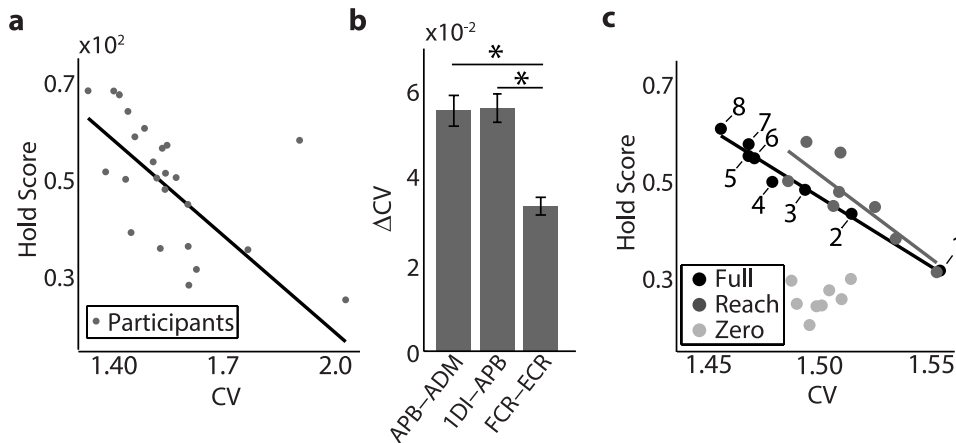 a
x10²
0.7
0.5
0.3
Hold Score
Participants
1.40 1.7 2.0
CV
b
x10⁻²
6
4
2
0
ΔCV
*
*
APB–ADM
1DI–APB
FCR–ECR
c
0.7
0.5
0.3
Hold Score
8
7
6
5
4
3
2
1
Full
Reach
Zero
1.45 1.50 1.55
CV